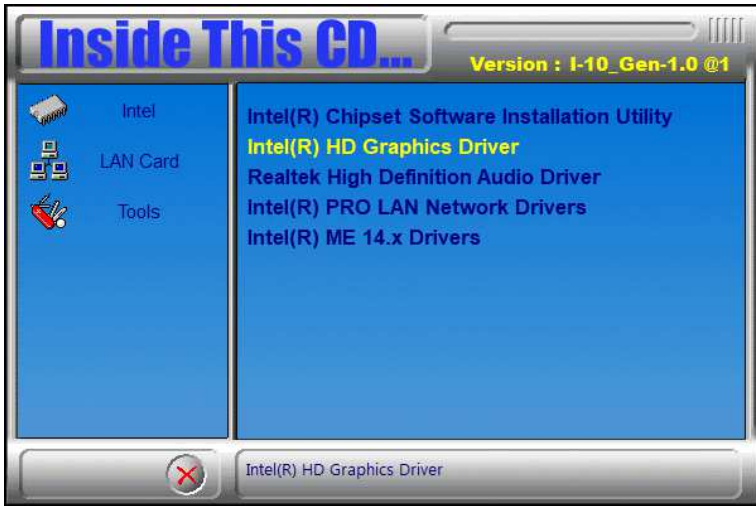 Inside This CD...
Version : I-10_Gen-1.0 @1
Intel
LAN Card
Tools
Intel(R) Chipset Software Installation Utility
Intel(R) HD Graphics Driver
Realtek High Definition Audio Driver
Intel(R) PRO LAN Network Drivers
Intel(R) ME 14.x Drivers
Intel(R) HD Graphics Driver